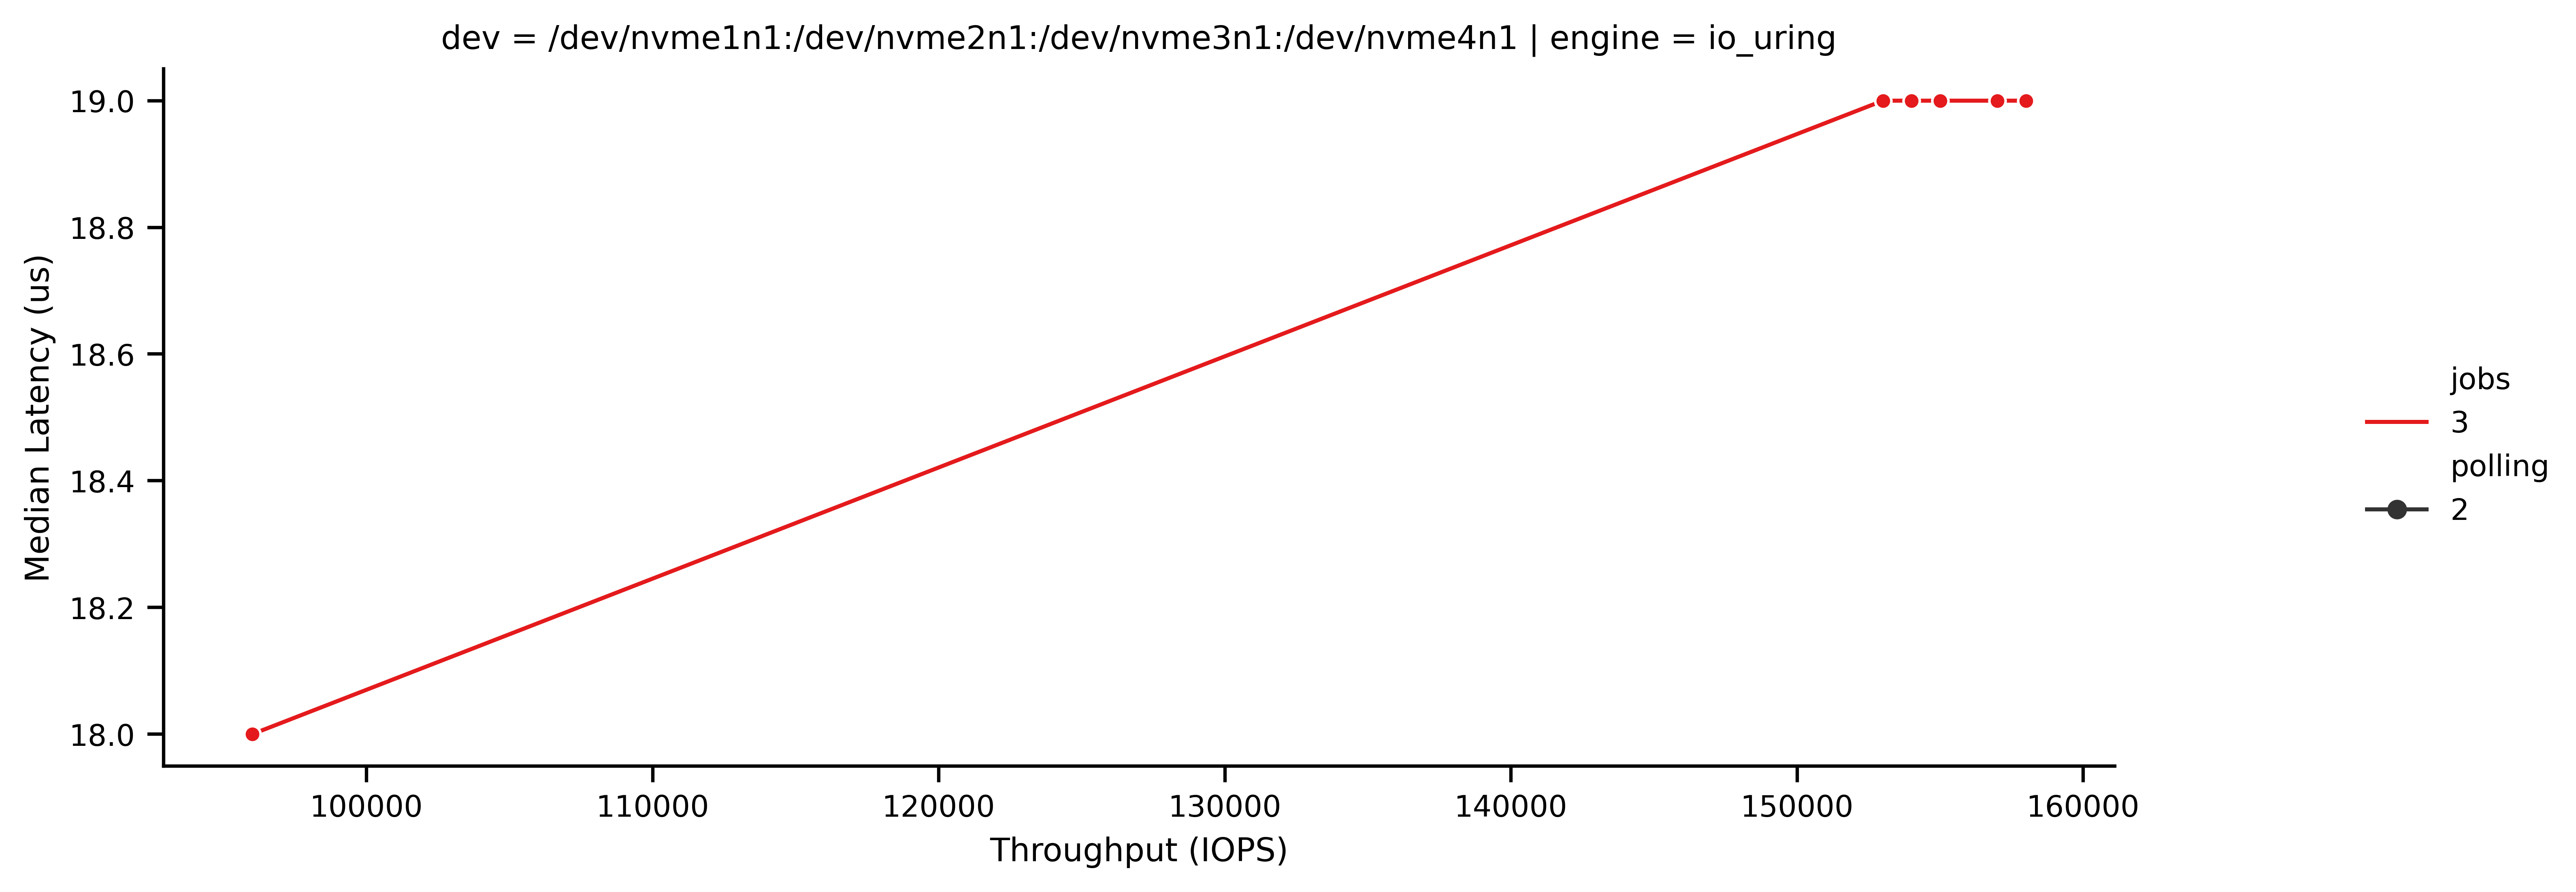 dev = /dev/nvme1n1:/dev/nvme2n1:/dev/nvme3n1:/dev/nvme4n1 | engine = io_uring
Median Latency (us)
19.0
18.8
18.6
18.4
18.2
18.0
100000 110000 120000 130000 140000 150000 160000
Throughput (IOPS)
jobs
3
polling
2